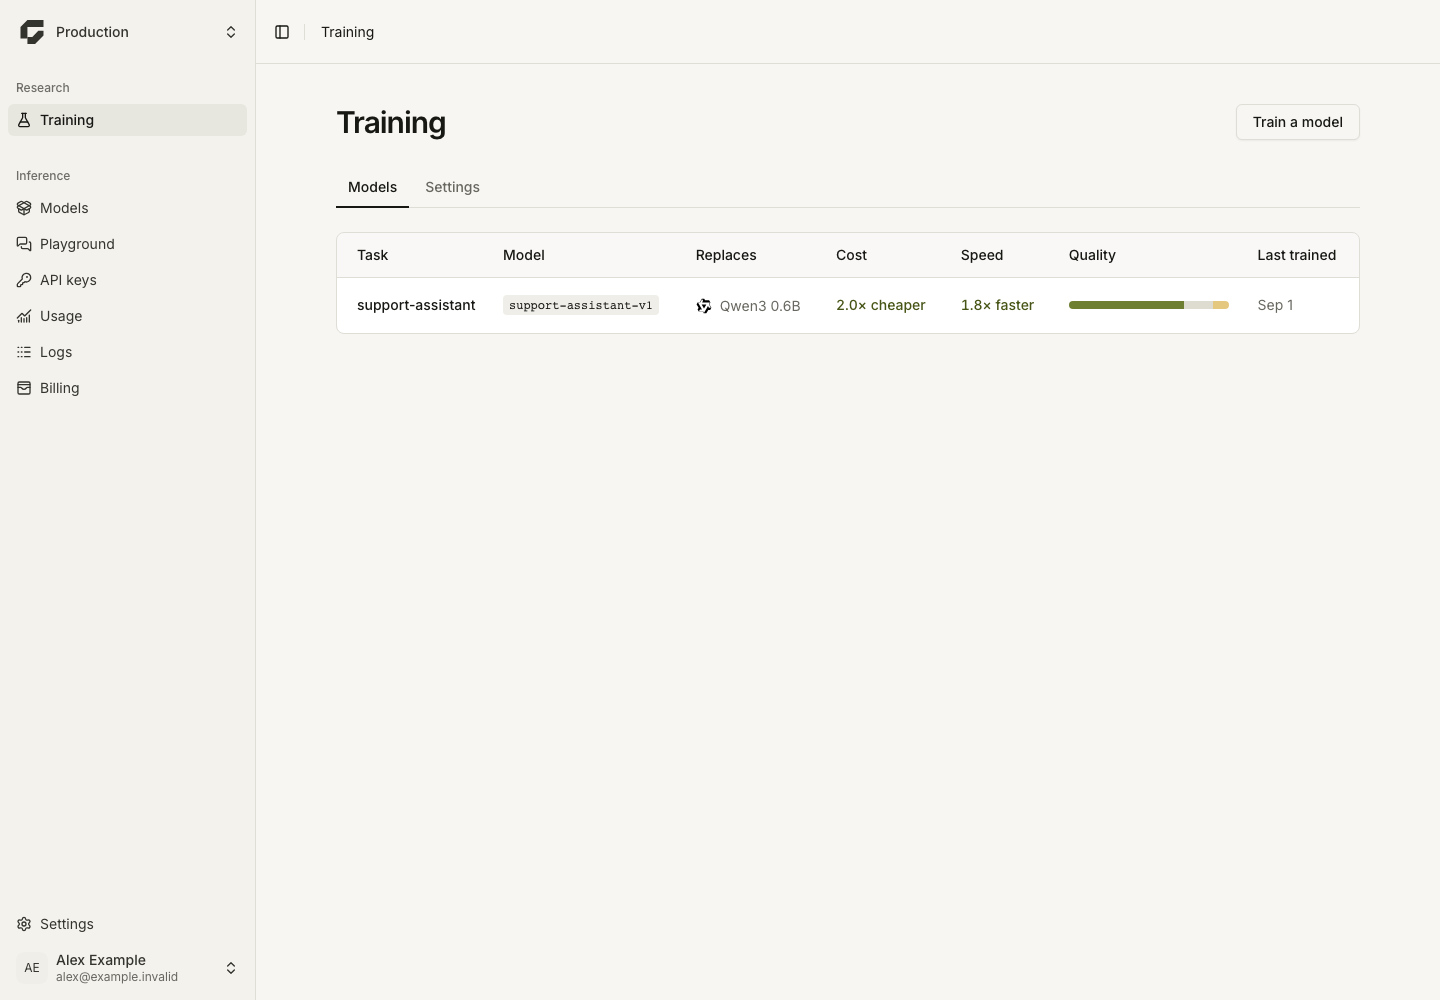 Production
Research
Training
Inference
Models
Playground
API keys
Usage
Logs
Billing
Settings
AE
Alex Example
alex@example.invalid
Training
Training
Train a model
Models Settings
Task Model Replaces Cost Speed Quality Last trained
support-assistant support-assistant-v1 Qwen3 0.6B 2.0× cheaper 1.8× faster Sep 1